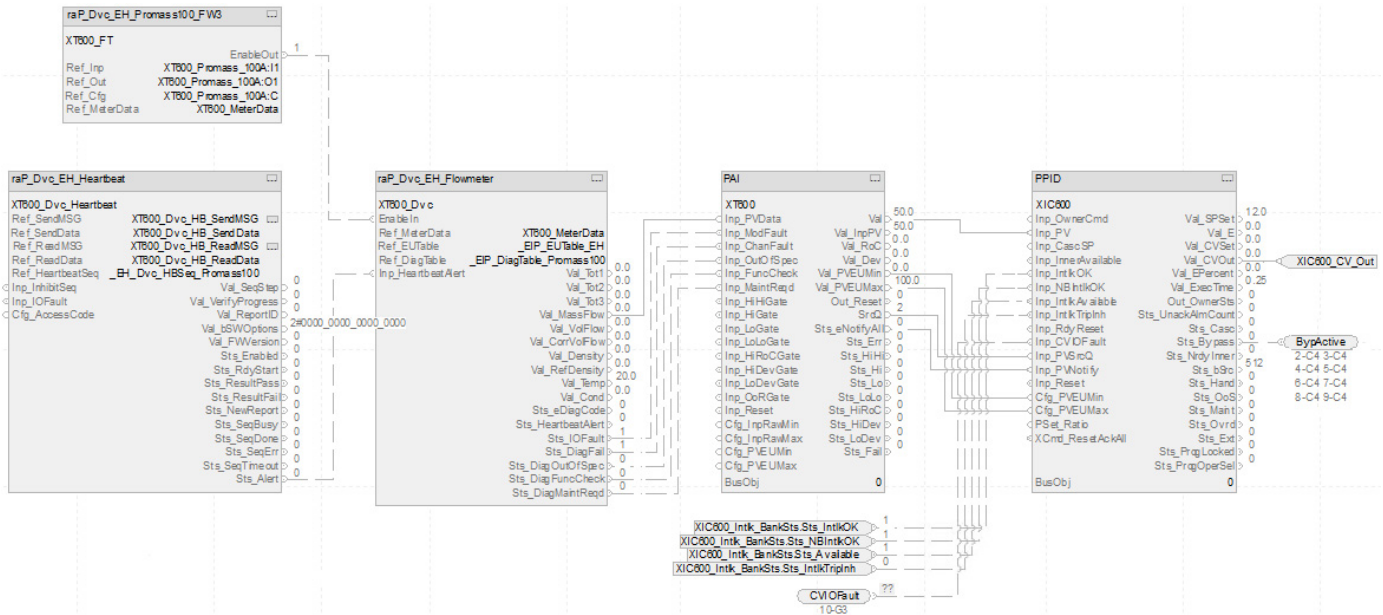 raP_Dvc_EH_Promass100_FW3
XT600_FT
EnableOut
1
Ref_Inp XT600_Promass_100A:I1
Ref_Out XT600_Promass_100A:O1
Ref_Cfg XT600_Promass_100A:C
Ref_MeterData XT600_MeterData
raP_Dvc_EH_Heartbeat
XT600_Dvc_Heartbeat
Ref_SendMSG XT600_Dvc_HB_SendMSG
Ref_SendData XT600_Dvc_HB_SendData
Ref_ReadMSG XT600_Dvc_HB_ReadMSG
Ref_ReadData XT600_Dvc_HB_ReadData
Ref_HeartbeatSeq _EH_Dvc_HBSeq_Promass100
Inp_InhibitSeq Val_SeqStep 0
Inp_IOFault Val_VerifyProgress 0
Cfg_AccessCode Val_ReportID 0
Val_bSWOptions 2#0000_0000_0000_0000
Val_FWVersion 0
Sts_Enabled 0
Sts_RdyStart 0
Sts_ResultPass 0
Sts_ResultFail 0
Sts_NewReport 0
Sts_SeqBusy 0
Sts_SeqDone 0
Sts_SeqErr 0
Sts_SeqTimeout 0
Sts_Alert 0
raP_Dvc_EH_Flowmeter
XT600_Dvc
EnableIn
Ref_MeterData XT600_MeterData
Ref_EUTable _EIP_EUTable_EH
Ref_DiagTable _EIP_DiagTable_Promass100
Inp_HeartbeatAlert
Val_Tot1 0.0
Val_Tot2 0.0
Val_Tot3 0.0
Val_MassFlow 0.0
Val_VolFlow 0.0
Val_CorrVolFlow 0.0
Val_Density 0.0
Val_RefDensity 0.0
Val_Temp 20.0
Val_Cond 0.0
Sts_eDiagCode 0
Sts_HeartbeatAlert 0
Sts_IOFault 1
Sts_DiagFail 1
Sts_DiagOutOfSpec 0
Sts_DiagFuncCheck 0
Sts_DiagMaintReqd 0
PAI
XT600
Inp_PVData Val 50.0
Inp_ModFault Val_InpPV 50.0
Inp_ChanFault Val_RoC 0.0
Inp_OutOfSpec Val_Dev 0.0
Inp_FuncCheck Val_PVEUMin 0.0
Inp_MaintReqd Val_PVEUMax 100.0
Inp_HiHiGate Out_Reset 0
Inp_HiGate SrcQ 2
Inp_LoGate Sts_eNotifyAll 0
Inp_LoLoGate Sts_Err 0
Inp_HiRoCGate Sts_HiHi 0
Inp_HiDevGate Sts_Hi 0
Inp_LoDevGate Sts_Lo 0
Inp_OoRGate Sts_LoLo 0
Inp_Reset Sts_HiRoC 0
Cfg_InpRawMin Sts_HiDev 0
Cfg_InpRawMax Sts_LoDev 0
Cfg_PVEUMin Sts_Fail 0
Cfg_PVEUMax
BusObj 0
PPID
XIC600
Inp_OwnerCmd Val_SPSet 12.0
Inp_PV Val_E 0.0
Inp_CascSP Val_CVSet 0.0
Inp_InnerAvailable Val_CVOut 0.0
Inp_IntlkOK Val_EPercent 0.0
Inp_NBIntlkOK Val_ExecTime 0.25
Inp_IntlkAvailable Out_OwnerSts 0
Inp_IntlkTripInh Sts_UnackAlmCount 0
Inp_RdyReset Sts_Casc 0
Inp_CVIOFault Sts_Bypass 0
Inp_PVSrcQ Sts_NrdyInner 0
Inp_PVNotify Sts_bSrc 512
Inp_Reset Sts_Hand 0
Cfg_PVEUMin Sts_OoS 0
Cfg_PVEUMax Sts_Maint 0
PSet_Ratio Sts_Ovrd 0
XCmd_ResetAckAll Sts_Ext 0
Sts_ProgLocked 0
Sts_ProgOperSel 0
BusObj 0
XIC600_CV_Out
BypActive
2-C4 3-C4
4-C4 5-C4
6-C4 7-C4
8-C4 9-C4
XIC600_Intlk_BankSts.Sts_IntlkOK 1
XIC600_Intlk_BankSts.Sts_NBIntlkOK 1
XIC600_Intlk_BankSts.Sts_Available 1
XIC600_Intlk_BankSts.Sts_IntlkTripInh 0
CVIOFault ??
10-G3